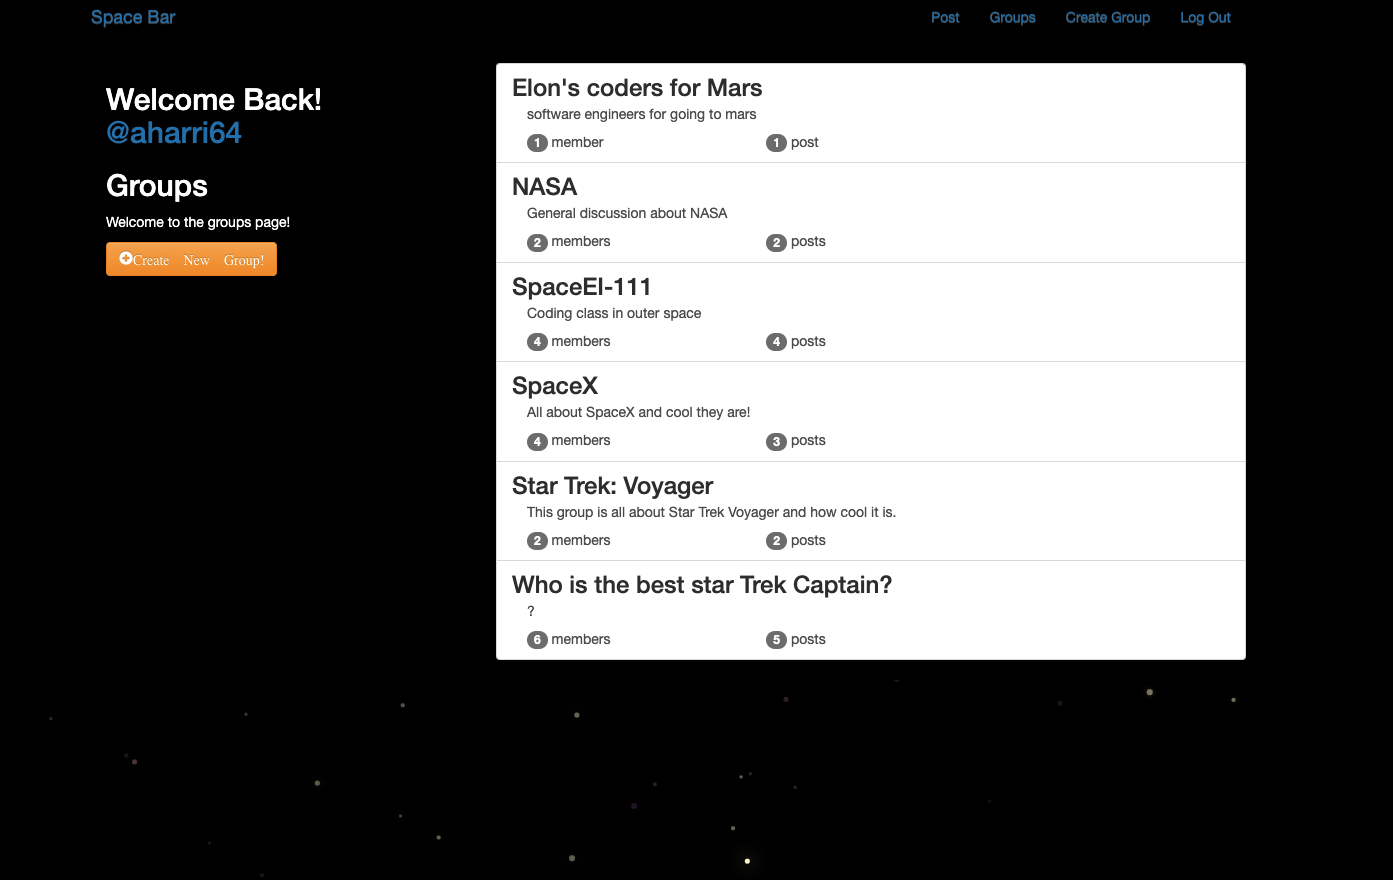 Space Bar
Post Groups Create Group Log Out
Welcome Back!
@aharri64
Groups
Welcome to the groups page!
Create New Group!
Elon's coders for Mars
software engineers for going to mars
1 member 1 post
NASA
General discussion about NASA
2 members 2 posts
SpaceEI-111
Coding class in outer space
4 members 4 posts
SpaceX
All about SpaceX and cool they are!
4 members 3 posts
Star Trek: Voyager
This group is all about Star Trek Voyager and how cool it is.
2 members 2 posts
Who is the best star Trek Captain?
?
6 members 5 posts